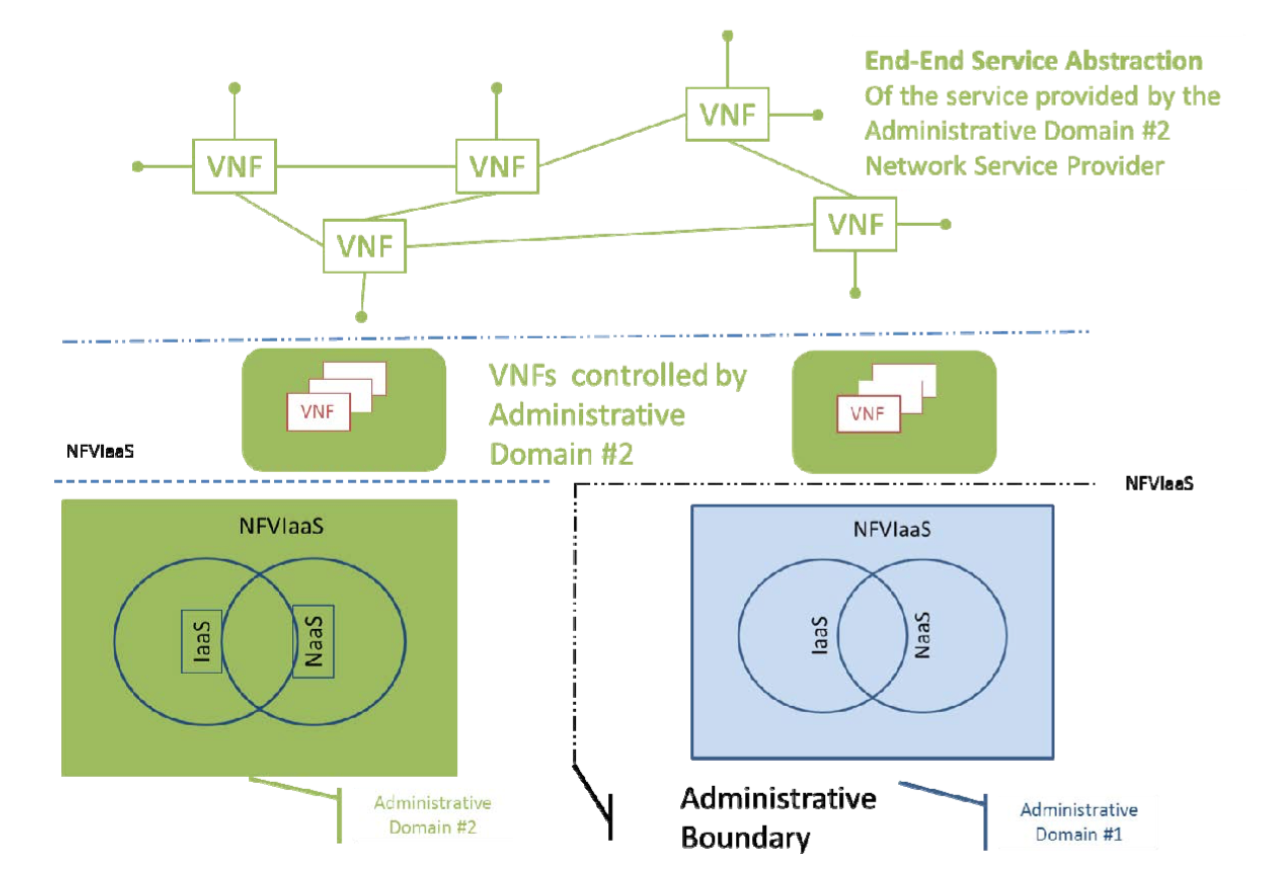 End-End Service Abstraction
Of the service provided by the
Administrative Domain #2
Network Service Provider
VNF
VNF
VNF
VNF
VNF
VNFs controlled by
Administrative
Domain #2
VNF
VNF
NFVIaaS
NFVIaaS
NFVIaaS
IaaS
NaaS
NFVIaaS
IaaS
NaaS
Administrative
Domain #2
Administrative
Boundary
Administrative
Domain #1